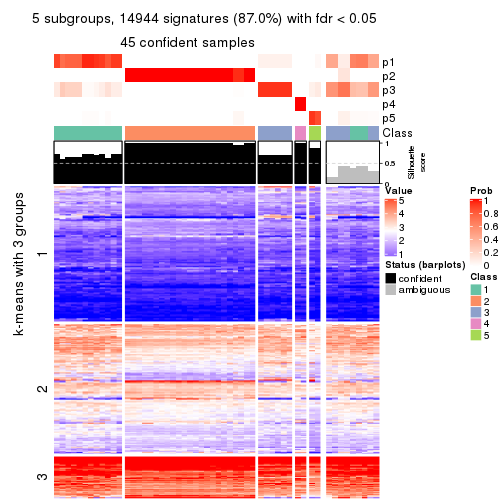 5 subgroups, 14944 signatures (87.0%) with fdr < 0.05
45 confident samples
p1
p2
p3
p4
p5
Class
1
0.5
0
Silhouette
score
k-means with 3 groups
1
2
3
Value
5
4
3
2
1
Status (barplots)
confident
ambiguous
Prob
1
0.8
0.6
0.4
0.2
0
Class
1
2
3
4
5